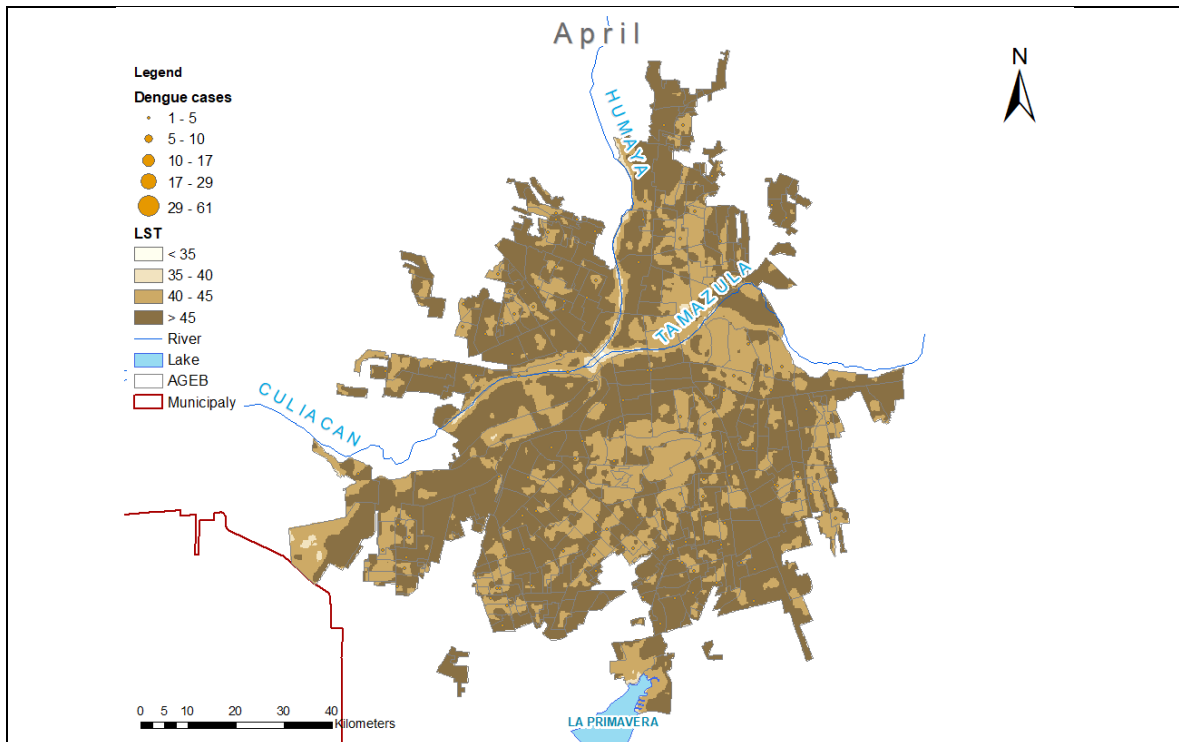 April
N
Legend
Dengue cases
1 - 5
5 - 10
10 - 17
17 - 29
29 - 61
LST
< 35
35 - 40
40 - 45
> 45
River
Lake
AGEB
Municipaly
HUMAYA
TAMAZULA
CULIACAN
LA PRIMAVERA
0 5 10 20 30 40
Kilometers